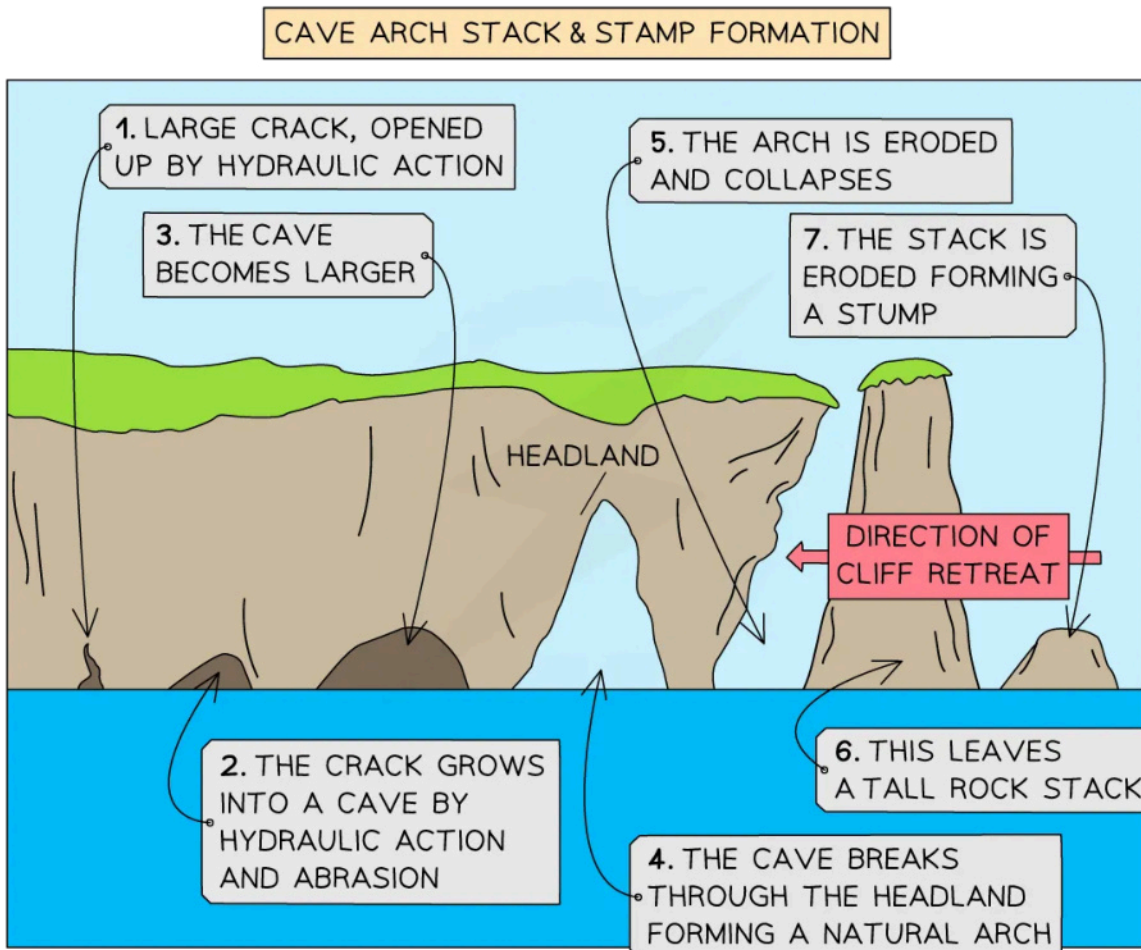 CAVE ARCH STACK & STAMP FORMATION
1. LARGE CRACK, OPENED
UP BY HYDRAULIC ACTION
5. THE ARCH IS ERODED
AND COLLAPSES
3. THE CAVE
BECOMES LARGER
7. THE STACK IS
ERODED FORMING
A STUMP
HEADLAND
DIRECTION OF
CLIFF RETREAT
2. THE CRACK GROWS
INTO A CAVE BY
HYDRAULIC ACTION
AND ABRASION
6. THIS LEAVES
A TALL ROCK STACK
4. THE CAVE BREAKS
THROUGH THE HEADLAND
FORMING A NATURAL ARCH